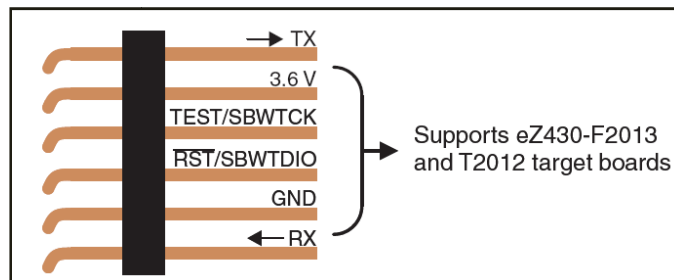 TX
3.6 V
TEST/SBWTCK
RST/SBWTDIO
GND
RX
Supports eZ430-F2013
and T2012 target boards